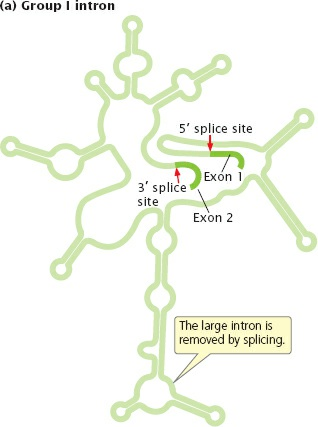 (a) Group I intron
5′ splice site
Exon 1
3′ splice
site
Exon 2
The large intron is
removed by splicing.